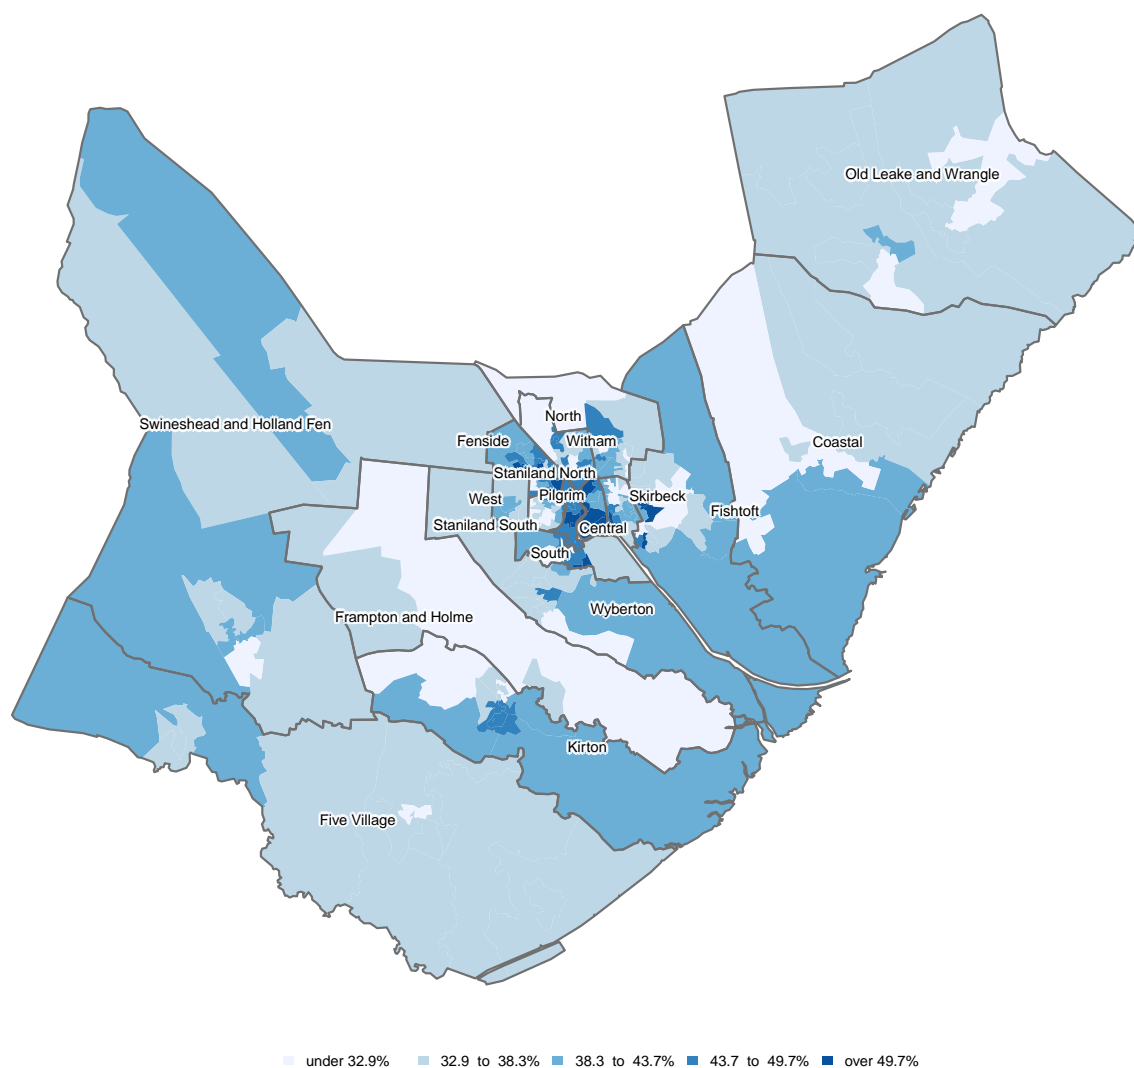 Old Leake and Wrangle
Swineshead and Holland Fen
North
Coastal
Fenside
Witham
Staniland North
West
Pilgrim
Skirbeck
Fishtoft
Staniland South
Central
South
Wyberton
Frampton and Holme
Kirton
Five Village
under 32.9%
32.9 to 38.3%
38.3 to 43.7%
43.7 to 49.7%
over 49.7%